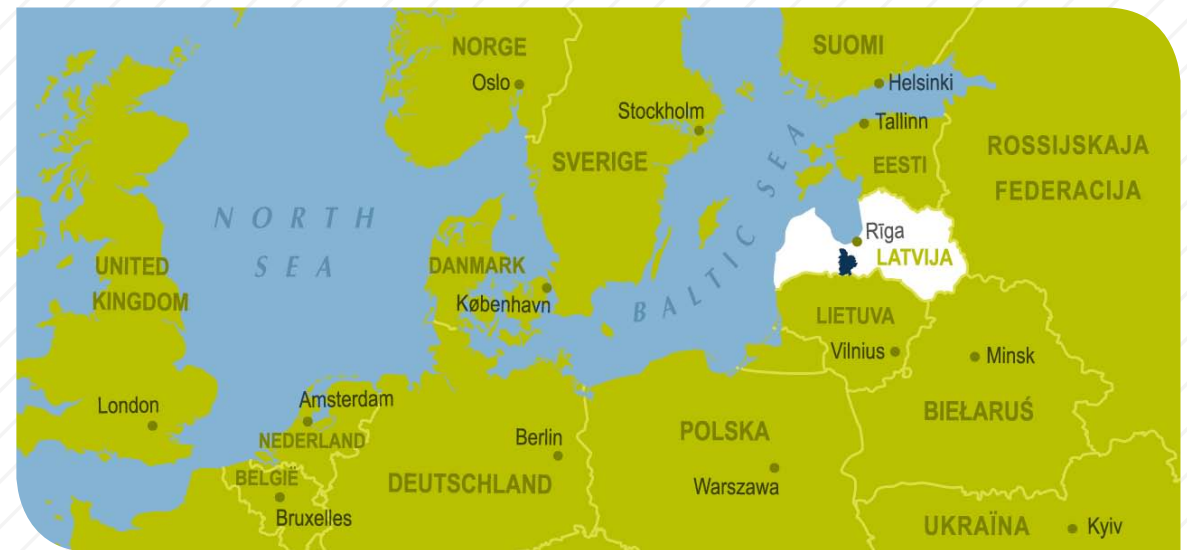 NORGE
Oslo
SUOMI
Helsinki
Stockholm
Tallinn
SVERIGE
EESTI
ROSSIJSKAJA
FEDERACIJA
NORTH
SEA
BALTIC SEA
Rīga
LATVIJA
UNITED
KINGDOM
DANMARK
København
LIETUVA
Vilnius
Minsk
London
Amsterdam
NEDERLAND
Berlin
POLSKA
BIEŁARUŚ
BELGIË
Bruxelles
DEUTSCHLAND
Warszawa
UKRAÏNA
Kyiv